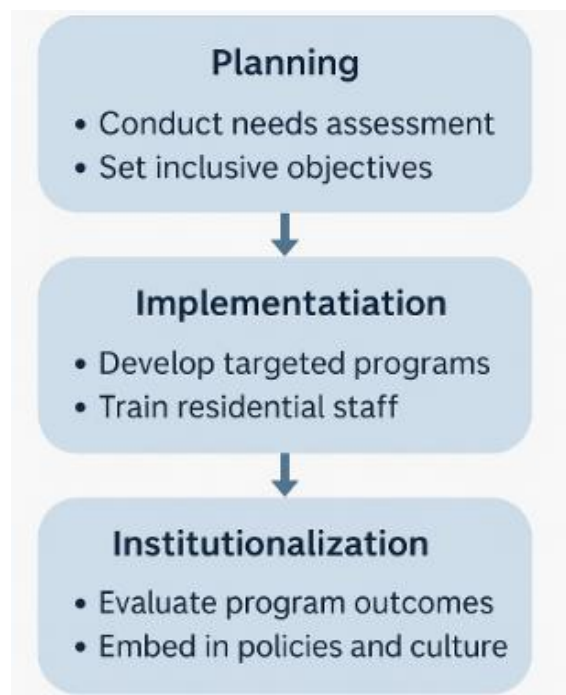 Planning
• Conduct needs assessment
• Set inclusive objectives
Implementatiation
• Develop targeted programs
• Train residential staff
Institutionalization
• Evaluate program outcomes
• Embed in policies and culture